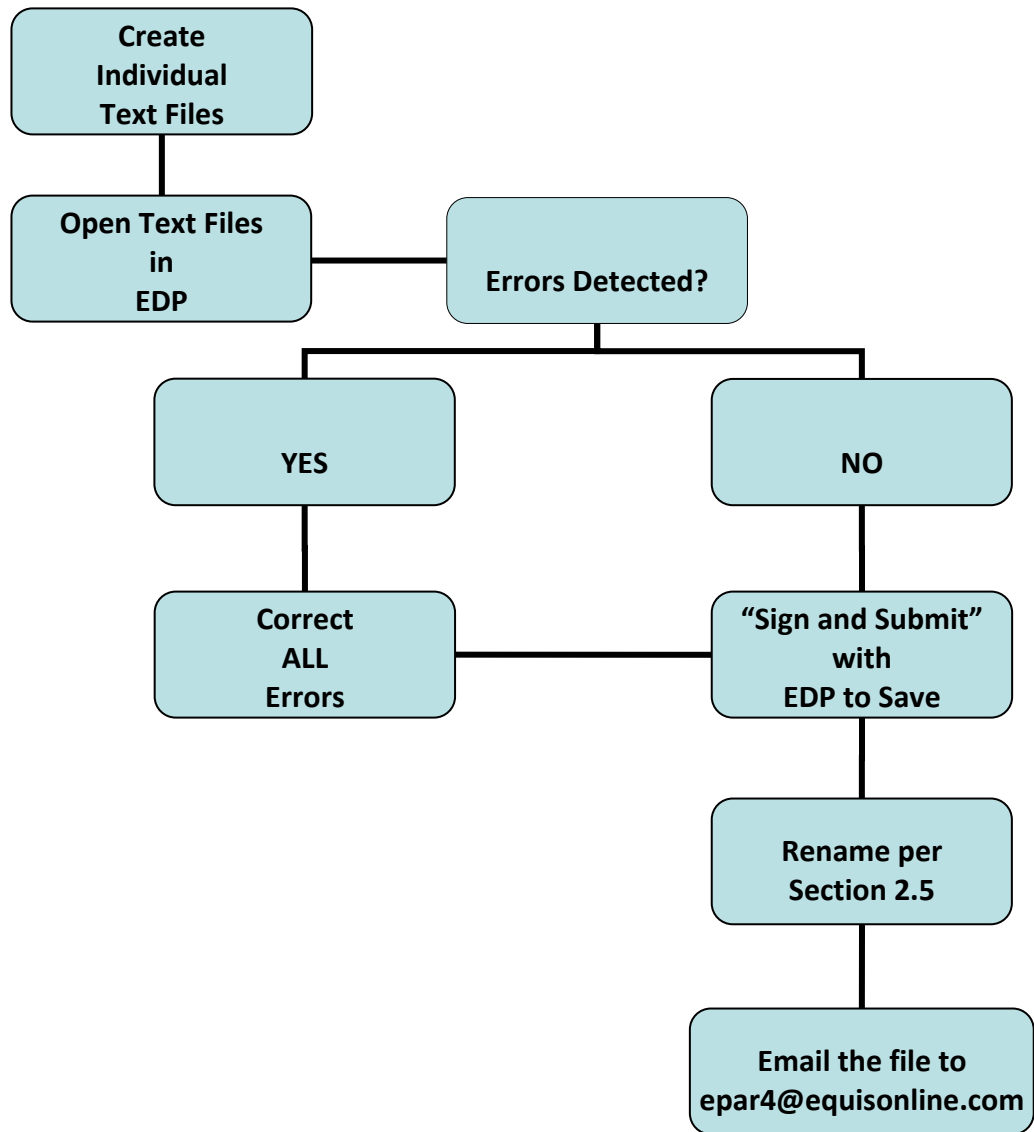 Create
Individual
Text Files
Open Text Files
in
EDP
Errors Detected?
YES
NO
Correct
ALL
Errors
“Sign and Submit”
with
EDP to Save
Rename per
Section 2.5
Email the file to
epar4@equisonline.com